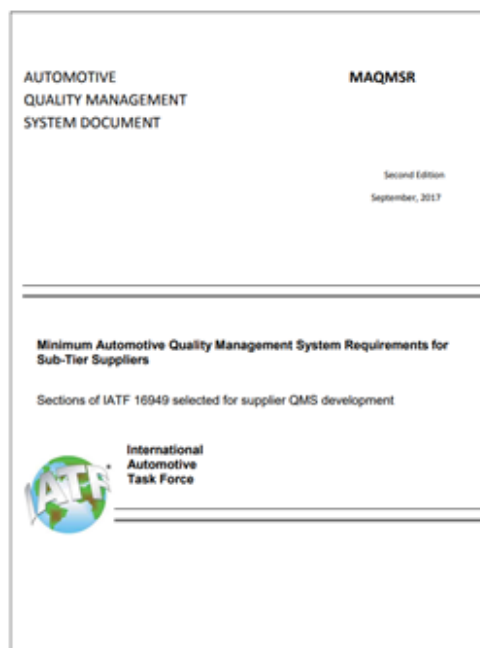 AUTOMOTIVE
QUALITY MANAGEMENT
SYSTEM DOCUMENT
MAQMSR
Second Edition
September, 2017
Minimum Automotive Quality Management System Requirements for
Sub-Tier Suppliers
Sections of IATF 16949 selected for supplier QMS development
IATF
International
Automotive
Task Force